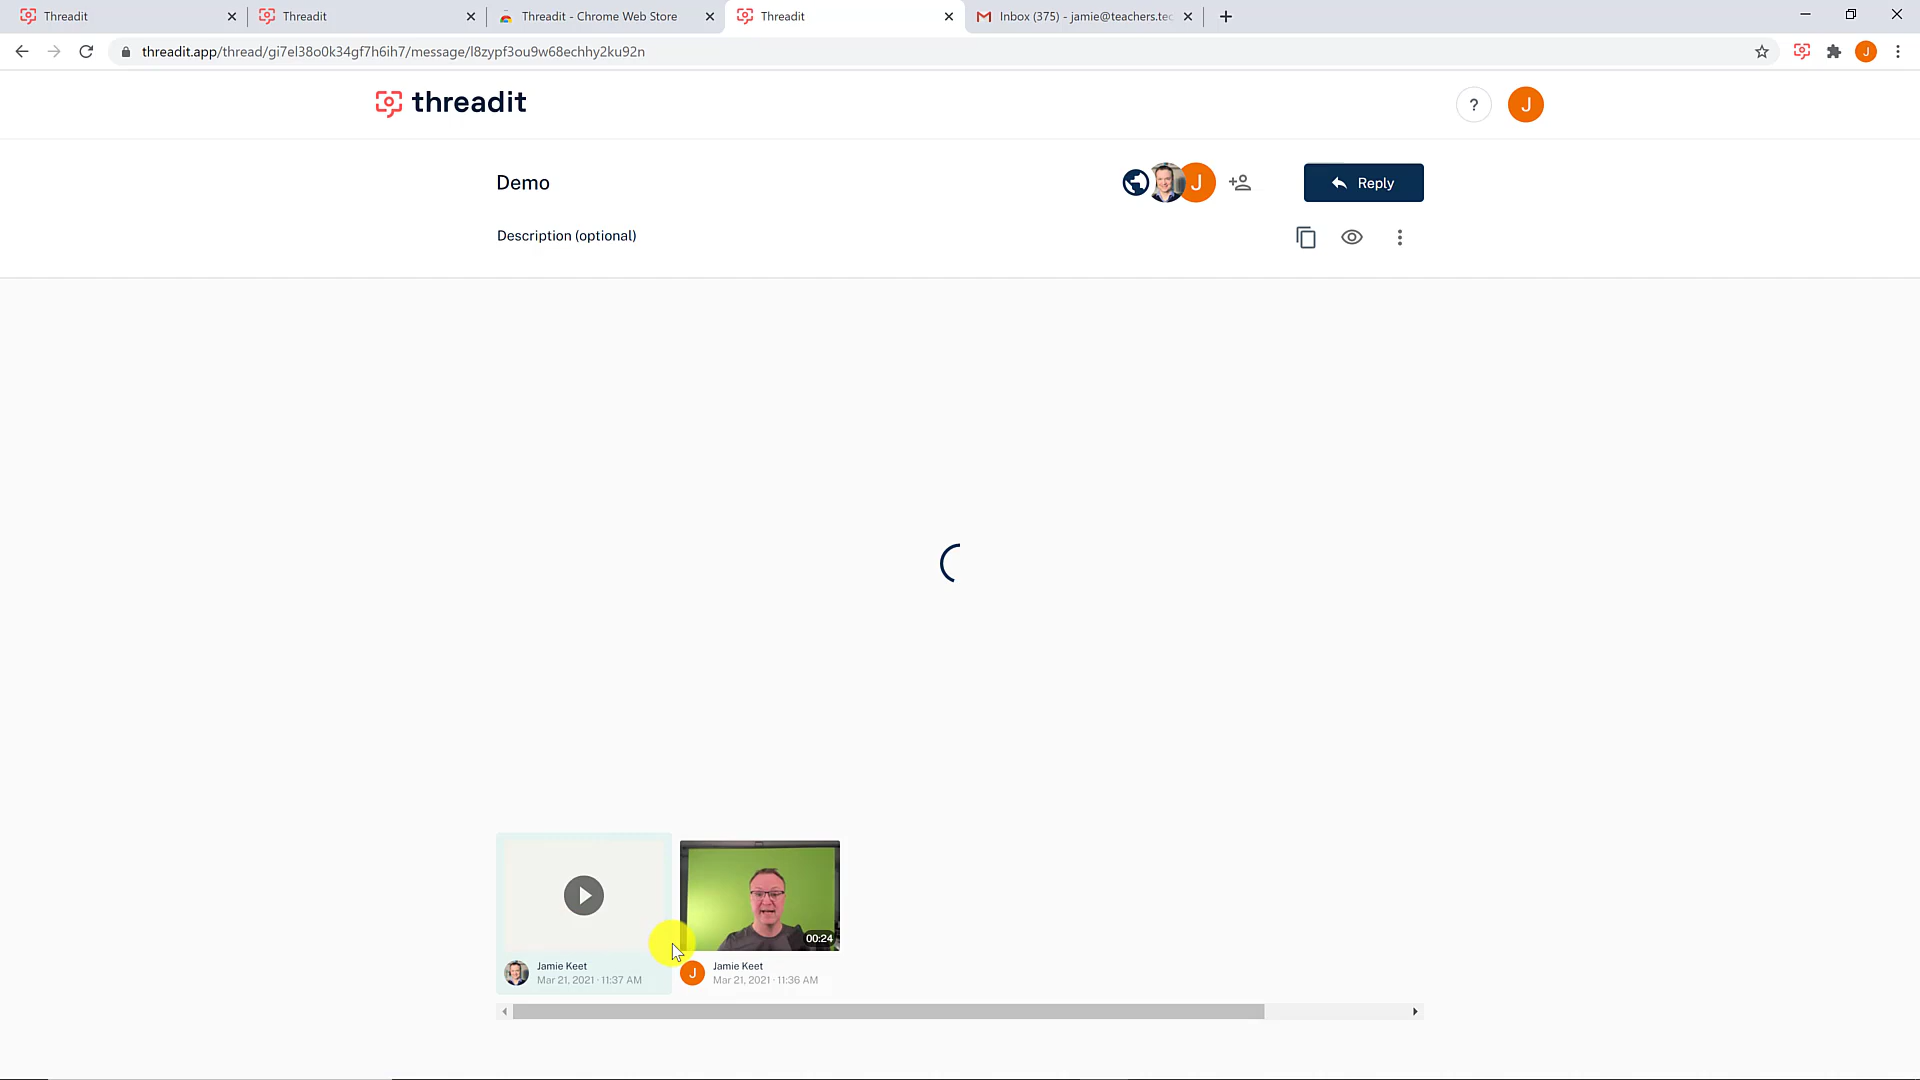 Threadit
Threadit
Threadit - Chrome Web Store
Threadit
Inbox (375) - jamie@teachers.tec
threadit.app/thread/gi7el38o0k34gf7h6ih7/message/l8zypf3ou9w68echhy2ku92n
J
threadit
?
J
Demo
J
Reply
Description (optional)
00:24
Jamie Keet
Mar 21, 2021 · 11:37 AM
J
Jamie Keet
Mar 21, 2021 · 11:36 AM